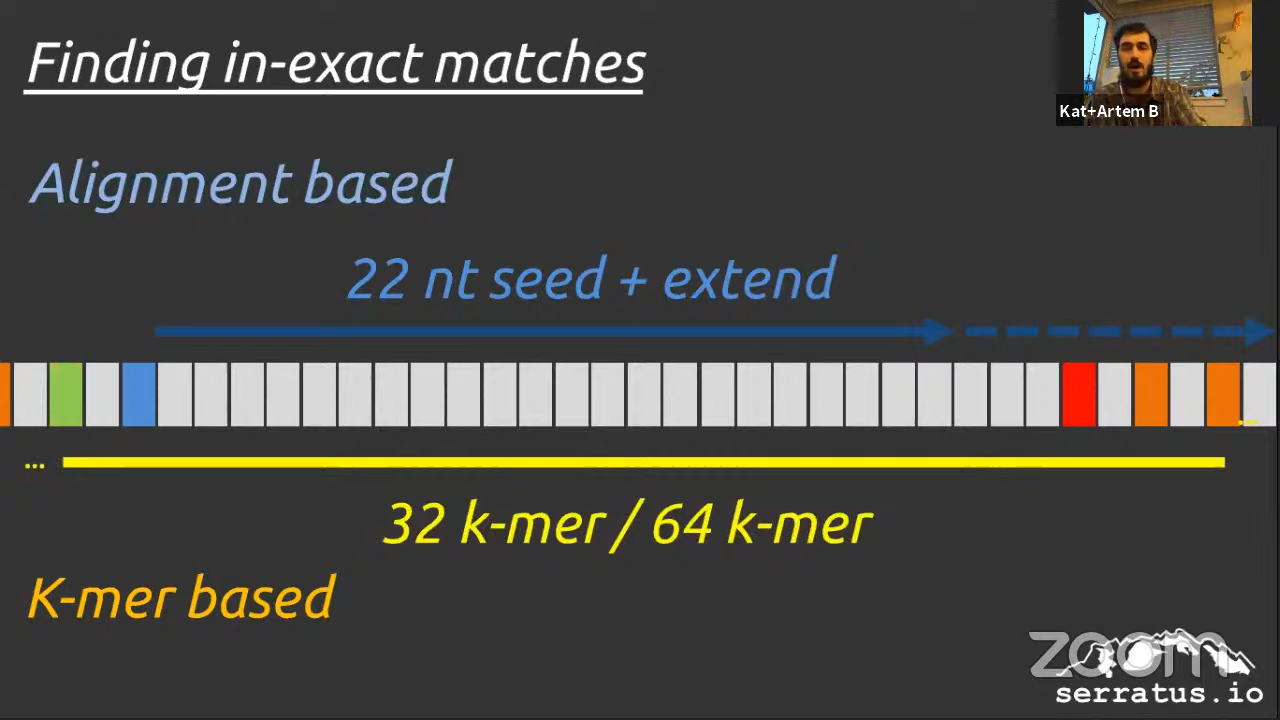 Finding in-exact matches
Kat+Artem B
Alignment based
22 nt seed + extend
...
...
32 k-mer / 64 k-mer
K-mer based
zoom
serratus.io